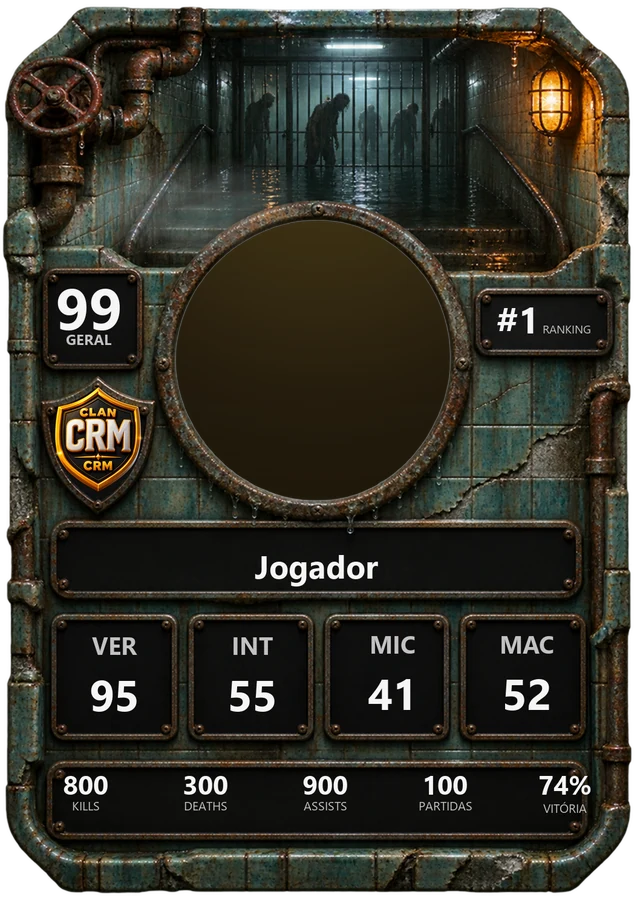 99
GERAL
#1 RANKING
CLAN
CRM
CRM
Jogador
VER INT MIC MAC
95 55 41 52
800 300 900 100 74%
KILLS DEATHS ASSISTS PARTIDAS VITÓRIA